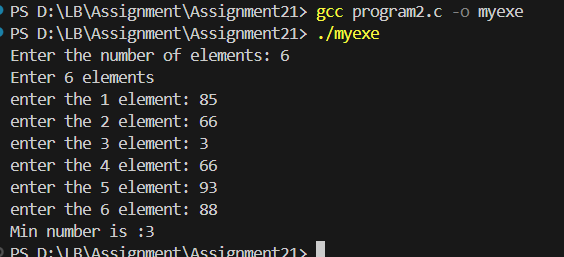 PS D:\LB\Assignment\Assignment21> gcc program2.c -o myexe
PS D:\LB\Assignment\Assignment21> ./myexe
Enter the number of elements: 6
Enter 6 elements
enter the 1 element: 85
enter the 2 element: 66
enter the 3 element: 3
enter the 4 element: 66
enter the 5 element: 93
enter the 6 element: 88
Min number is :3
PS D:\LB\Assignment\Assignment21>